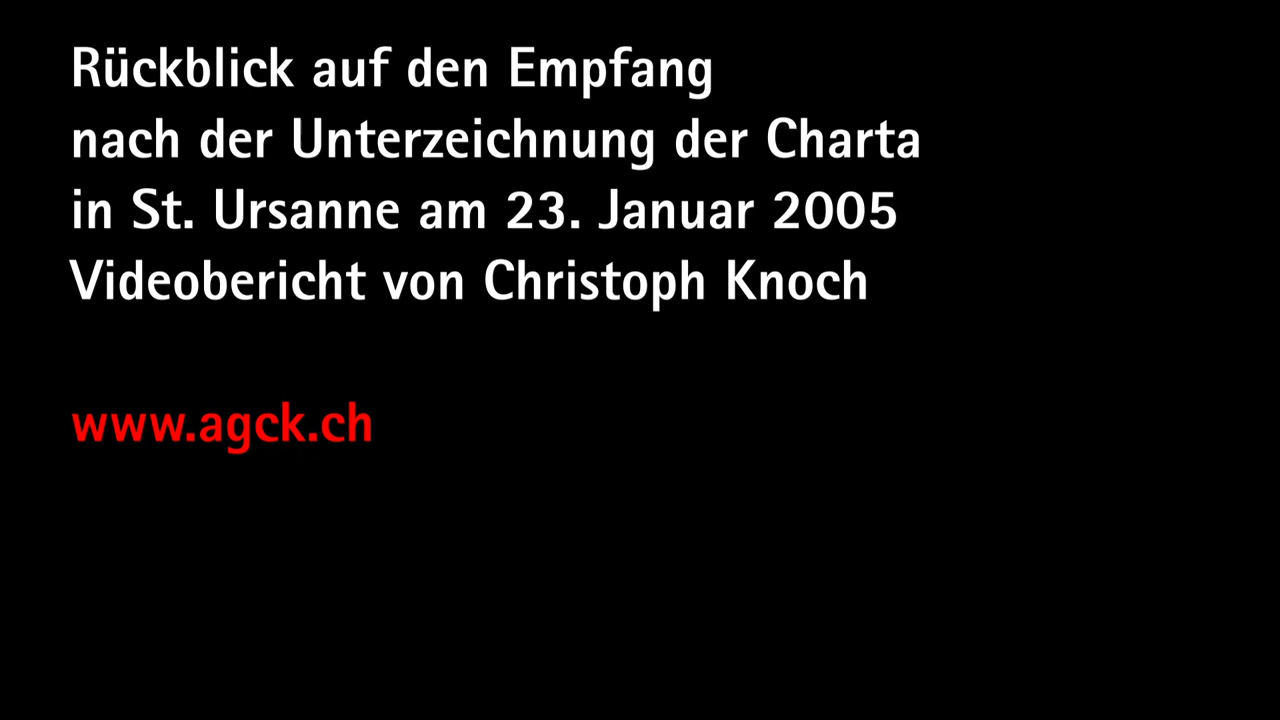 Rückblick auf den Empfang
nach der Unterzeichnung der Charta
in St. Ursanne am 23. Januar 2005
Videobericht von Christoph Knoch
www.agck.ch